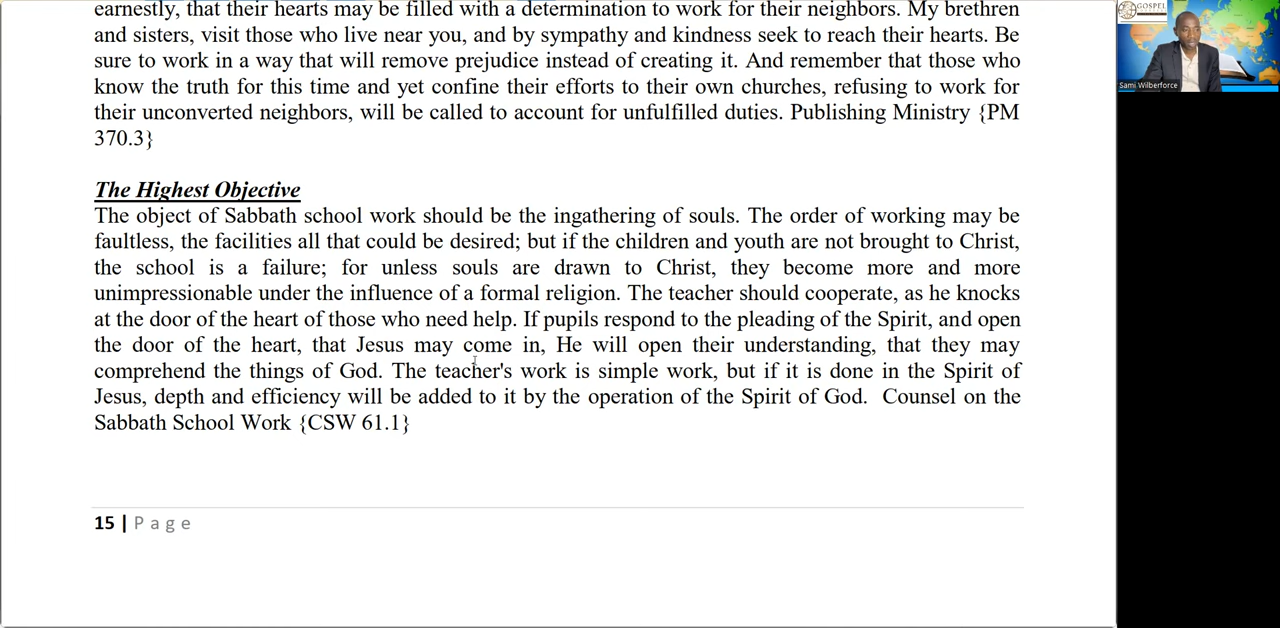 earnestly, that their hearts may be filled with a determination to work for their neighbors. My brethren
and sisters, visit those who live near you, and by sympathy and kindness seek to reach their hearts. Be
sure to work in a way that will remove prejudice instead of creating it. And remember that those who
know the truth for this time and yet confine their efforts to their own churches, refusing to work for
their unconverted neighbors, will be called to account for unfulfilled duties. Publishing Ministry {PM
370.3}
The Highest Objective
The object of Sabbath school work should be the ingathering of souls. The order of working may be
faultless, the facilities all that could be desired; but if the children and youth are not brought to Christ,
the school is a failure; for unless souls are drawn to Christ, they become more and more
unimpressionable under the influence of a formal religion. The teacher should cooperate, as he knocks
at the door of the heart of those who need help. If pupils respond to the pleading of the Spirit, and open
the door of the heart, that Jesus may come in, He will open their understanding, that they may
comprehend the things of God. The teacher's work is simple work, but if it is done in the Spirit of
Jesus, depth and efficiency will be added to it by the operation of the Spirit of God. Counsel on the
Sabbath School Work {CSW 61.1}
15 | Page
GOSPEL
Sami Wilberforce